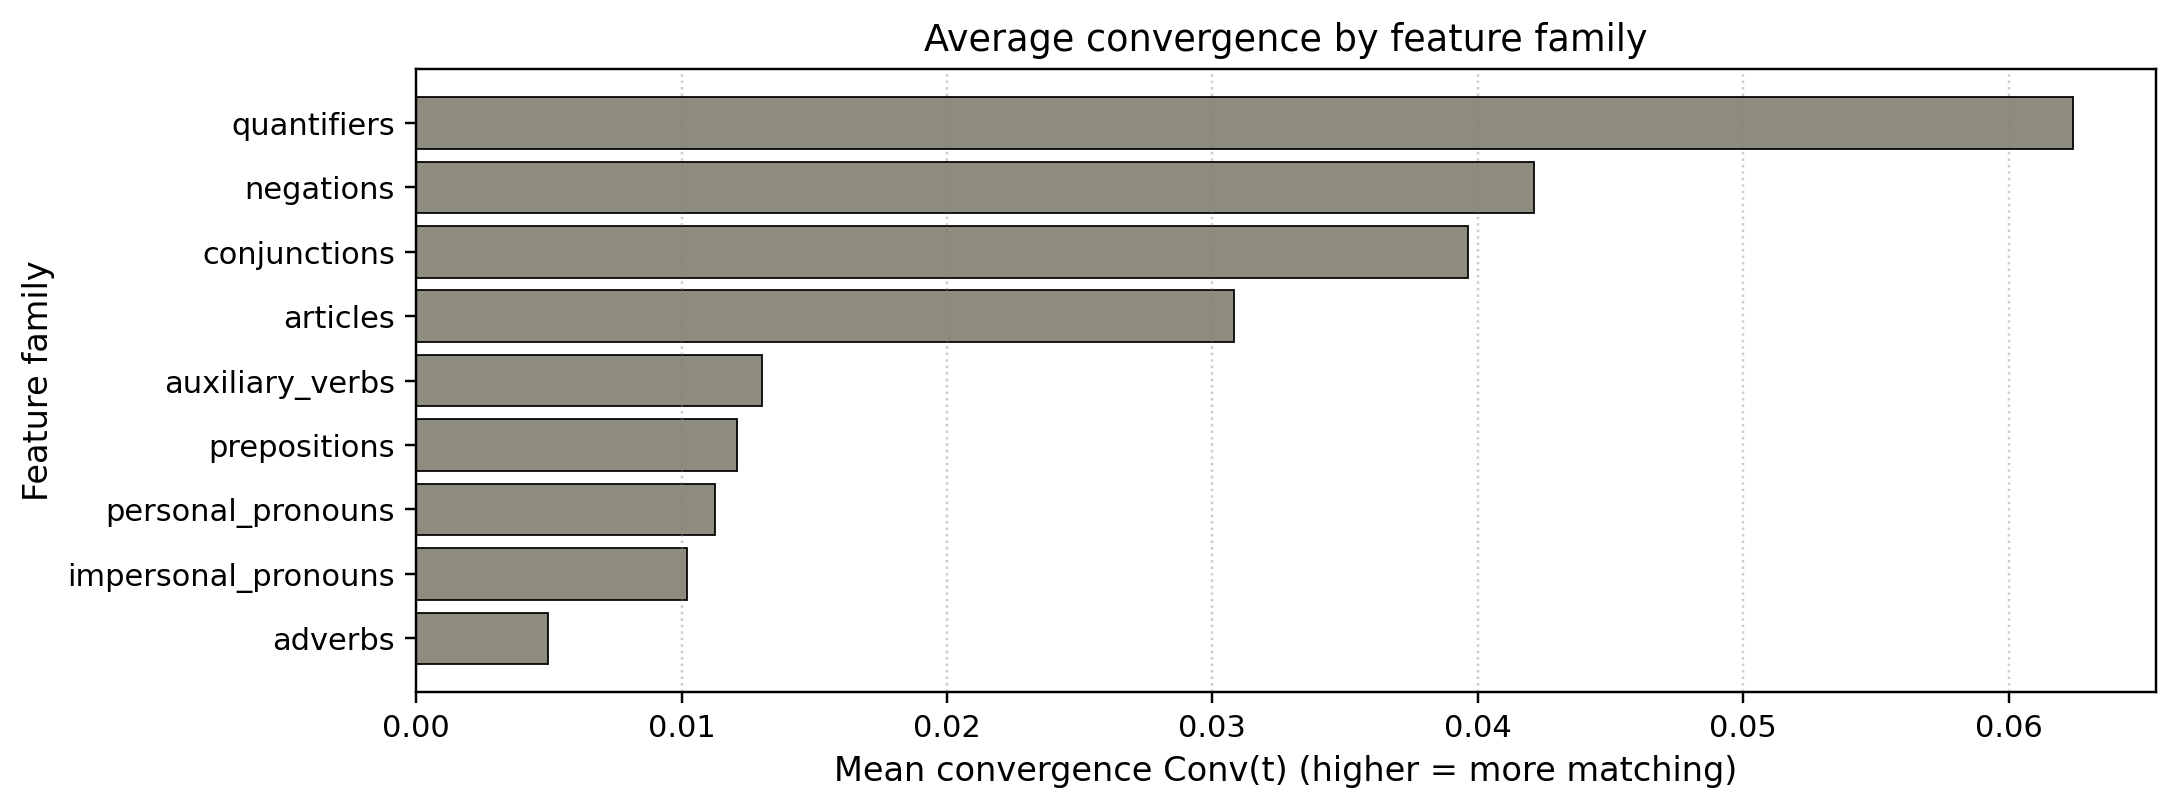 Average convergence by feature family
Feature family
quantifiers
negations
conjunctions
articles
auxiliary_verbs
prepositions
personal_pronouns
impersonal_pronouns
adverbs
0.00 0.01 0.02 0.03 0.04 0.05 0.06
Mean convergence Conv(t) (higher = more matching)